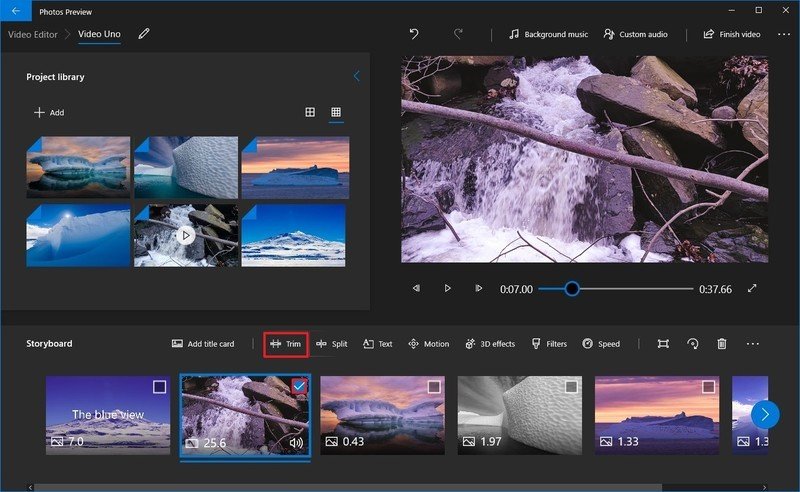 Photos Preview
Video Editor Video Uno
Background music Custom audio Finish video
Project library
Add
0:07.00 0:37.66
Storyboard Add title card Trim Split Text Motion 3D effects Filters Speed
The blue view
7.0 25.6 0.43 1.97 1.33